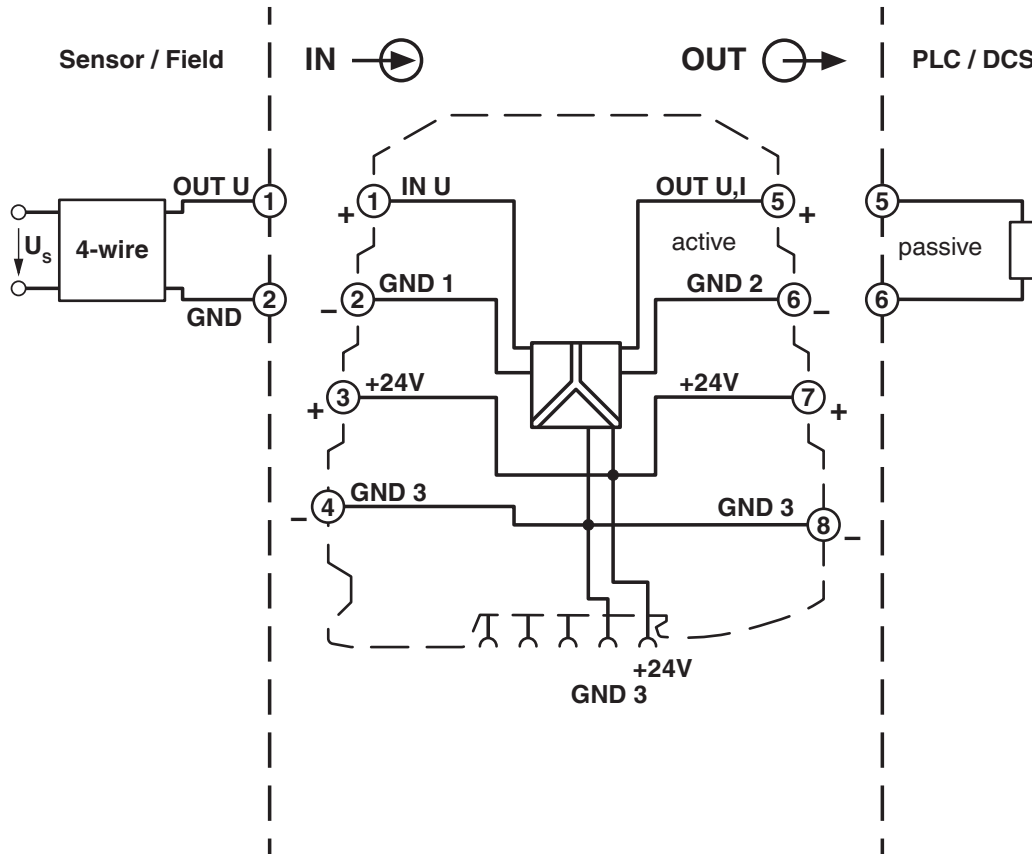 Sensor / Field
IN
OUT
PLC / DCS
OUT U
1
1
IN U
OUT U,I
5
5
+
+
Us
4-wire
active
passive
2
GND
2
GND 1
GND 2
6
6
–
–
3
+24V
+24V
7
+
+
4
GND 3
GND 3
8
–
–
+24V
GND 3